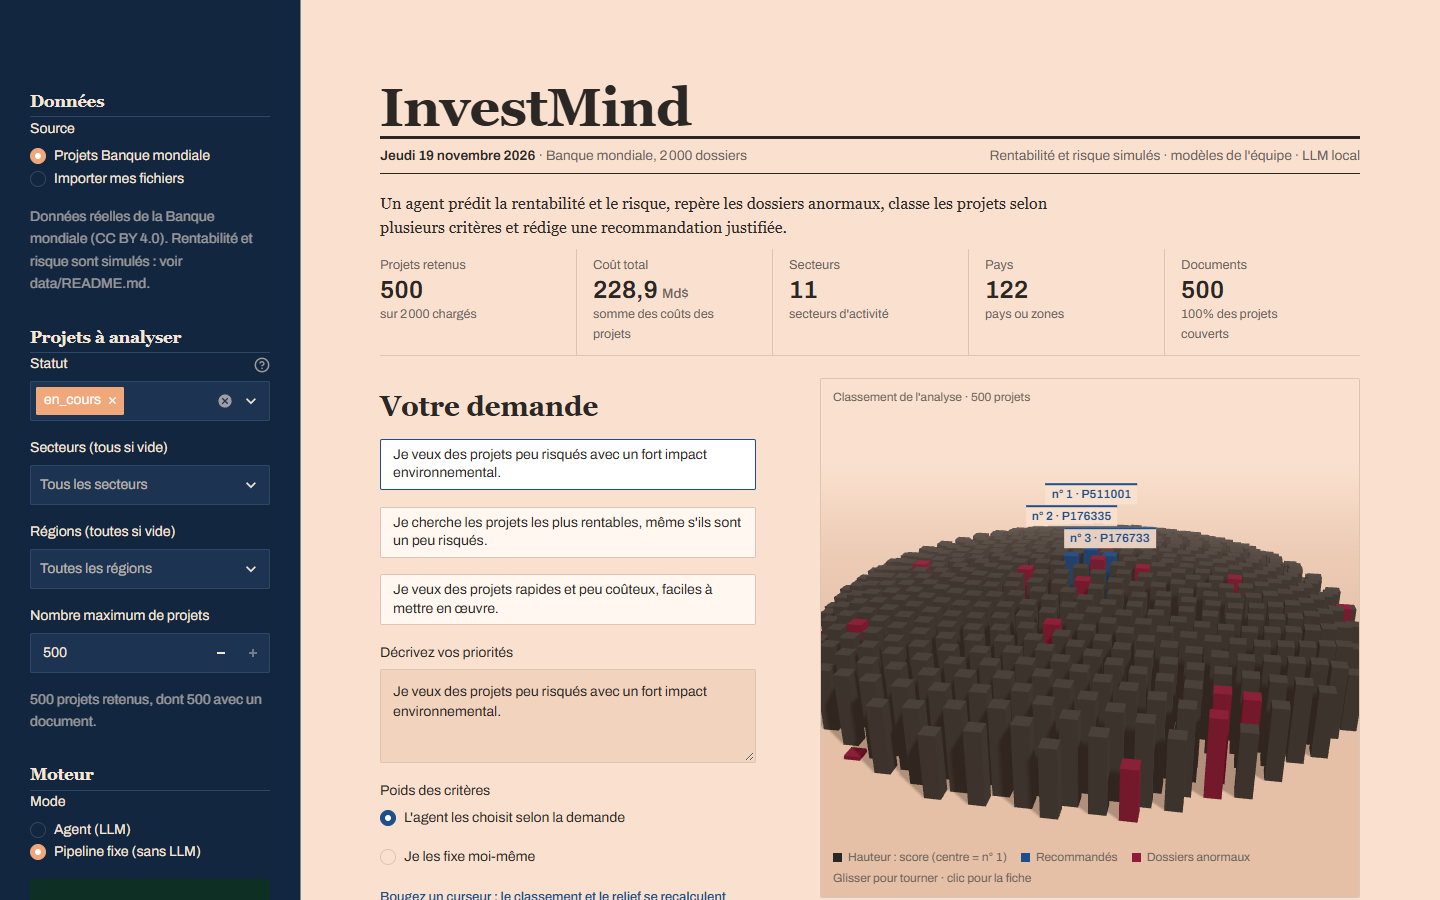 Données
Source
Projets Banque mondiale
Importer mes fichiers
Données réelles de la Banque
mondiale (CC BY 4.0). Rentabilité et
risque sont simulés : voir
data/README.md.
Projets à analyser
Statut
en_cours ×
Secteurs (tous si vide)
Tous les secteurs
Régions (toutes si vide)
Toutes les régions
Nombre maximum de projets
500
500 projets retenus, dont 500 avec un
document.
Moteur
Mode
Agent (LLM)
Pipeline fixe (sans LLM)
InvestMind
Jeudi 19 novembre 2026 · Banque mondiale, 2 000 dossiers
Rentabilité et risque simulés · modèles de l'équipe · LLM local
Un agent prédit la rentabilité et le risque, repère les dossiers anormaux, classe les projets selon
plusieurs critères et rédige une recommandation justifiée.
Projets retenus
500
sur 2 000 chargés
Coût total
228,9 Md$
somme des coûts des
projets
Secteurs
11
secteurs d'activité
Pays
122
pays ou zones
Documents
500
100% des projets
couverts
Votre demande
Je veux des projets peu risqués avec un fort impact
environnemental.
Je cherche les projets les plus rentables, même s'ils sont
un peu risqués.
Je veux des projets rapides et peu coûteux, faciles à
mettre en œuvre.
Décrivez vos priorités
Je veux des projets peu risqués avec un fort impact
environnemental.
Poids des critères
L'agent les choisit selon la demande
Je les fixe moi-même
Bougez un curseur : le classement et le relief se recalculent
Classement de l'analyse · 500 projets
n° 1 · P511001
n° 2 · P176335
n° 3 · P176733
Hauteur : score (centre = n° 1)
Recommandés
Dossiers anormaux
Glisser pour tourner · clic pour la fiche